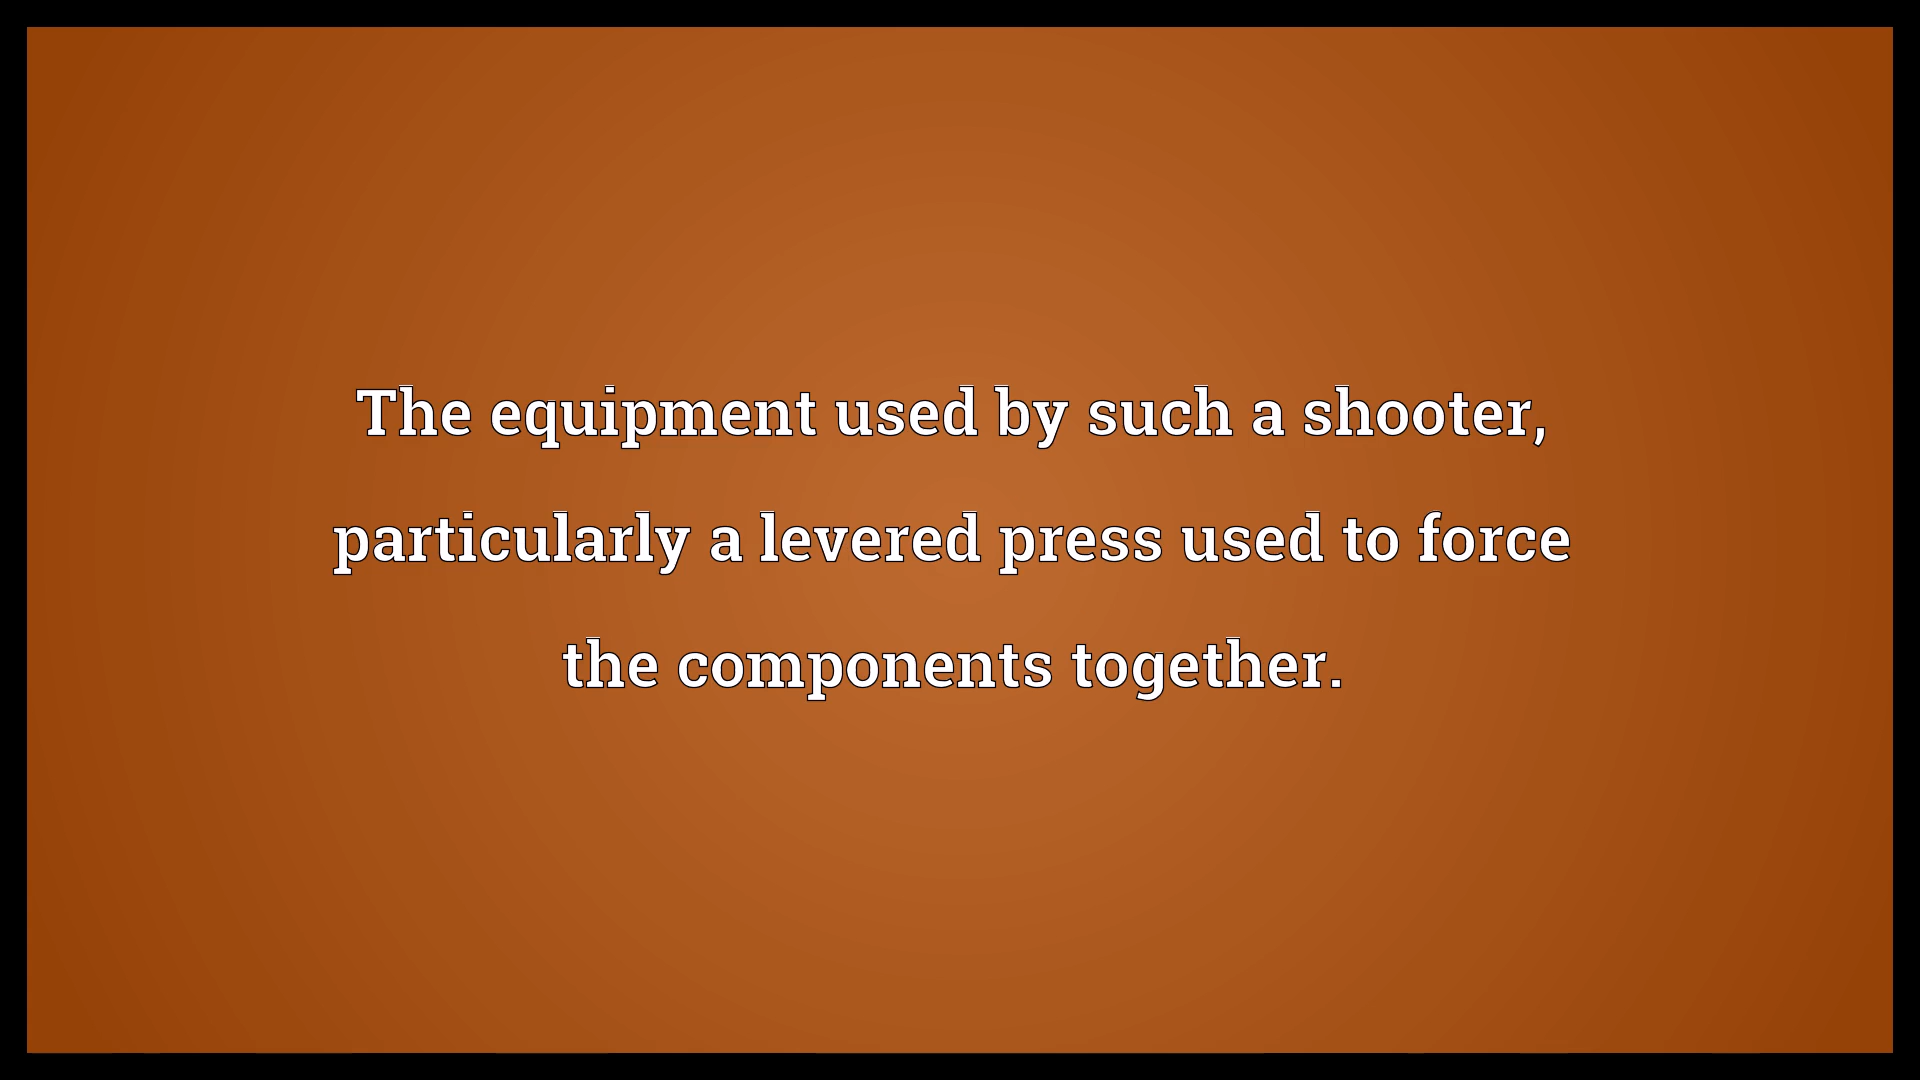 The equipment used by such a shooter,
particularly a levered press used to force
the components together.